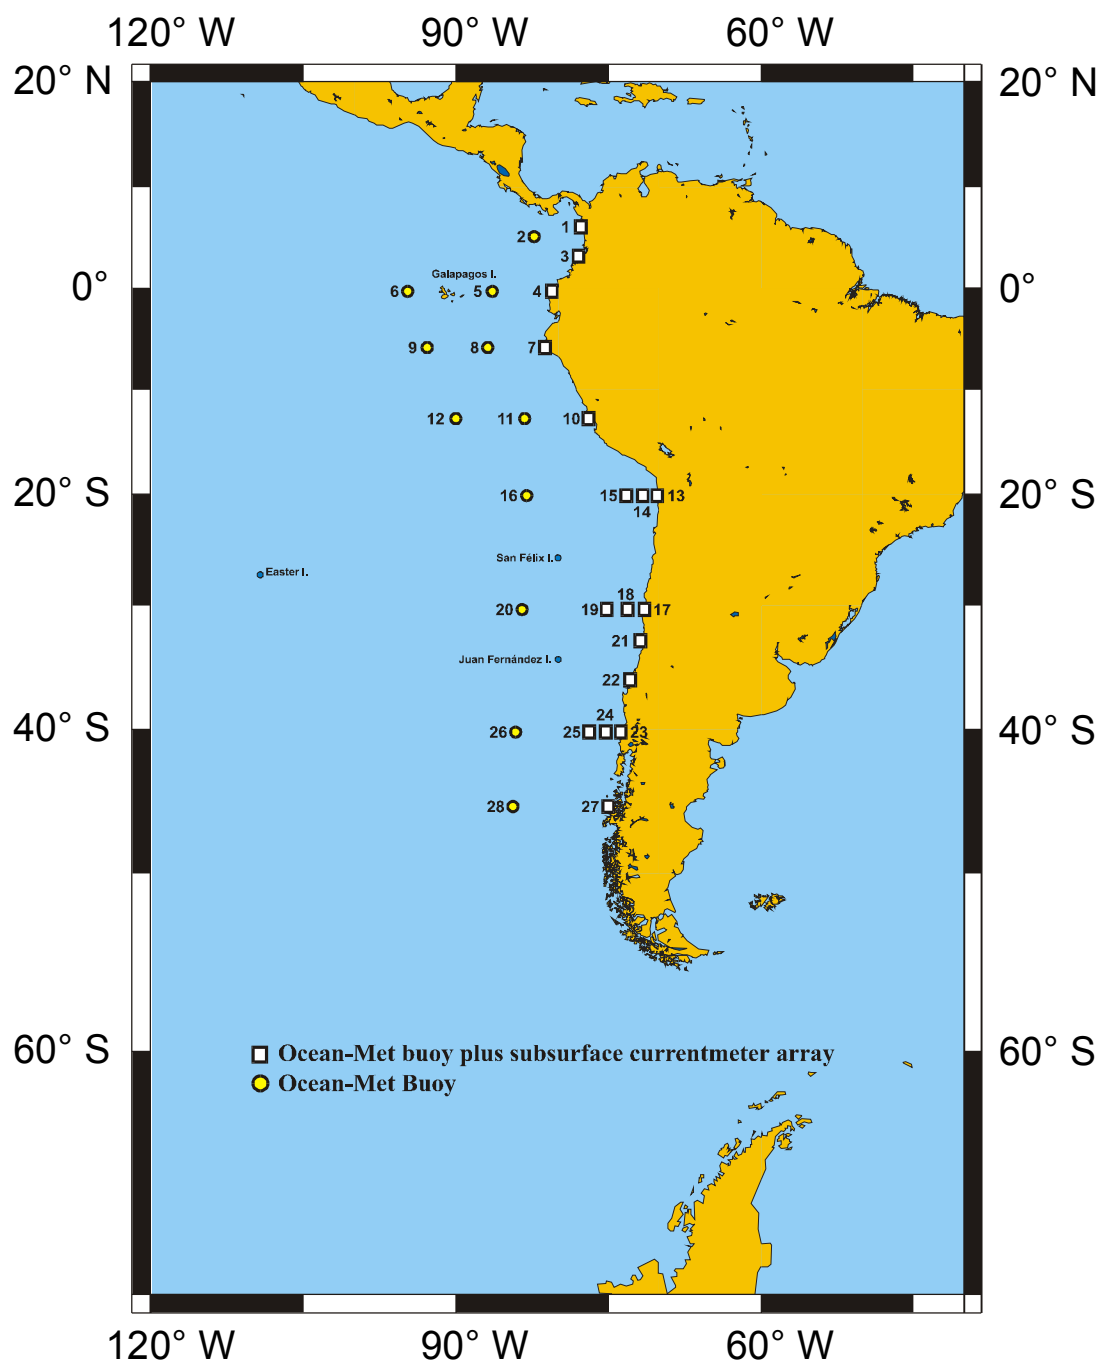 120° W 90° W 60° W
20° N 20° N
1
2
3
Galapagos I.
0° 0°
6 5 4
9 8 7
12 11 10
20° S 20° S
16 15 13
14
San Félix I.
Easter I.
18
20 19 17
21
Juan Fernández I.
22
24
40° S 40° S
26 25 23
28 27
60° S 60° S
Ocean-Met buoy plus subsurface currentmeter array
Ocean-Met Buoy
120° W 90° W 60° W